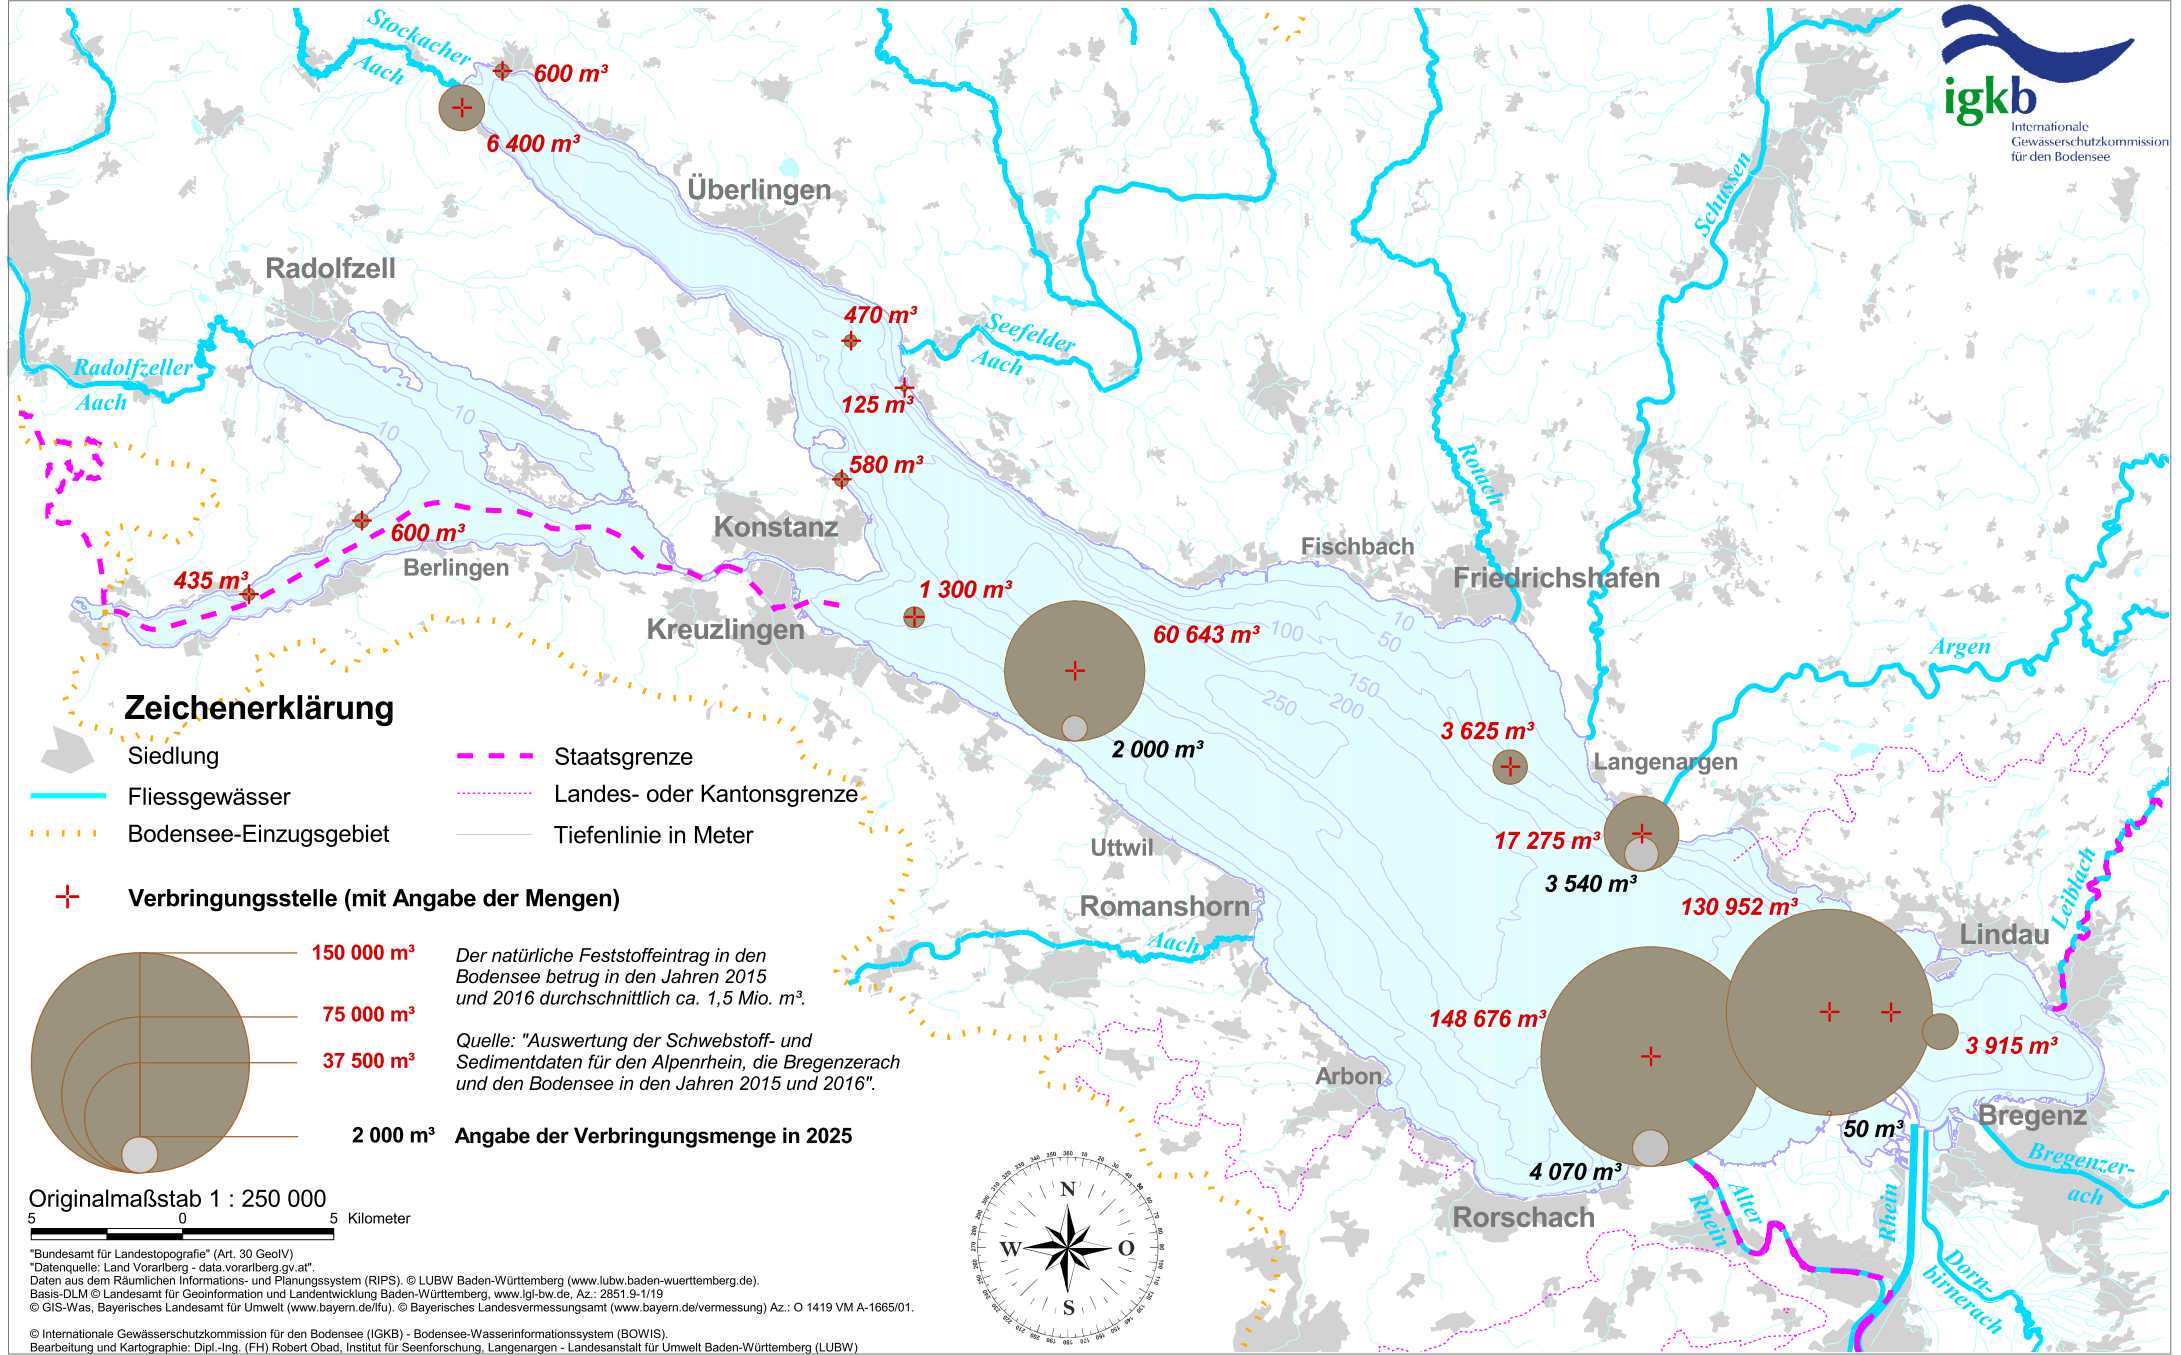 Stockacher
Aach
600 m³
6 400 m³
igkb
Internationale
Gewässerschutzkommission
für den Bodensee
Überlingen
Schussen
Radolfzell
470 m³
Seefelder
Aach
Radolfzeller
Aach
125 m³
10
10
580 m³
Rotach
Konstanz
600 m³
Berlingen
Fischbach
Friedrichshafen
435 m³
1 300 m³
Kreuzlingen
60 643 m³
100
10
50
150
200
250
Argen
Zeichenerklärung
Siedlung
Staatsgrenze
Fliessgewässer
Landes- oder Kantonsgrenze
Bodensee-Einzugsgebiet
Tiefenlinie in Meter
2 000 m³
3 625 m³
Langenargen
17 275 m³
3 540 m³
Uttwil
Romanshorn
Aach
130 952 m³
Leiblach
Lindau
Verbringungsstelle (mit Angabe der Mengen)
150 000 m³
75 000 m³
37 500 m³
2 000 m³
Der natürliche Feststoffeintrag in den
Bodensee betrug in den Jahren 2015
und 2016 durchschnittlich ca. 1,5 Mio. m³.
Quelle: "Auswertung der Schwebstoff- und
Sedimentdaten für den Alpenrhein, die Bregenzerach
und den Bodensee in den Jahren 2015 und 2016".
Angabe der Verbringungsmenge in 2025
148 676 m³
3 915 m³
Arbon
Bregenz
50 m³
4 070 m³
Bregenzer-
ach
Rorschach
Alter
Rhein
Rhein
Dorn-
birnerach
N
W
O
S
Originalmaßstab 1 : 250 000
5 0 5 Kilometer
"Bundesamt für Landestopografie" (Art. 30 GeoIV)
"Datenquelle: Land Vorarlberg - data.vorarlberg.gv.at".
Daten aus dem Räumlichen Informations- und Planungssystem (RIPS). © LUBW Baden-Württemberg (www.lubw.baden-wuerttemberg.de).
Basis-DLM © Landesamt für Geoinformation und Landentwicklung Baden-Württemberg, www.lgl-bw.de, Az.: 2851.9-1/19
© GIS-Was, Bayerisches Landesamt für Umwelt (www.bayern.de/lfu). © Bayerisches Landesvermessungsamt (www.bayern.de/vermessung) Az.: O 1419 VM A-1665/01.
© Internationale Gewässerschutzkommission für den Bodensee (IGKB) - Bodensee-Wasserinformationssystem (BOWIS).
Bearbeitung und Kartographie: Dipl.-Ing. (FH) Robert Obad, Institut für Seenforschung, Langenargen - Landesanstalt für Umwelt Baden-Württemberg (LUBW)